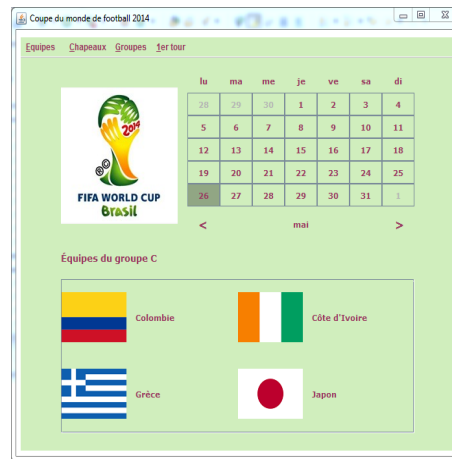 Coupe du monde de football 2014
Equipes Chapeaux Groupes 1er tour
lu ma me je ve sa di
28 29 30 1 2 3 4
5 6 7 8 9 10 11
12 13 14 15 16 17 18
19 20 21 22 23 24 25
26 27 28 29 30 31 1
< mai >
2014
FIFA WORLD CUP
Brasil
Équipes du groupe C
Colombie Côte d'Ivoire
Grèce Japon